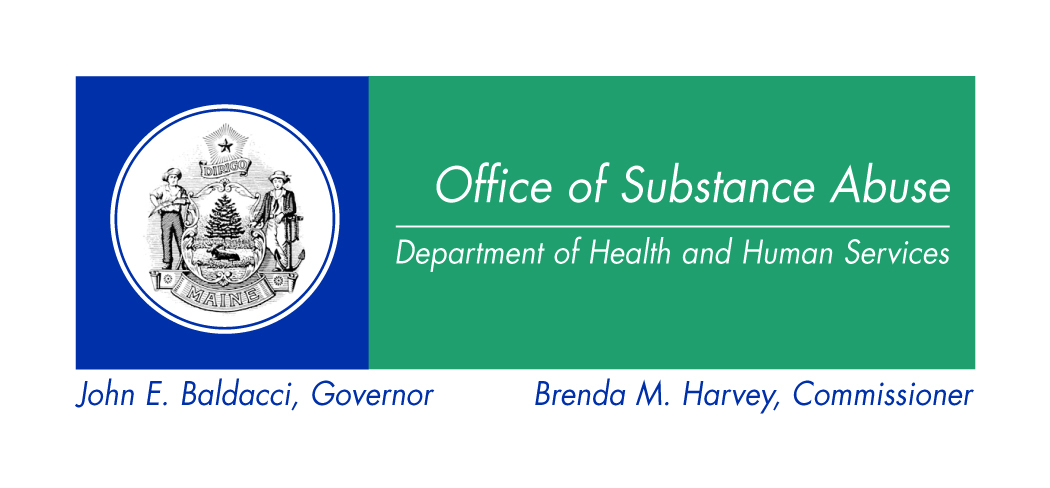 DIRIGO
MAINE
Office of Substance Abuse
Department of Health and Human Services
John E. Baldacci, Governor
Brenda M. Harvey, Commissioner